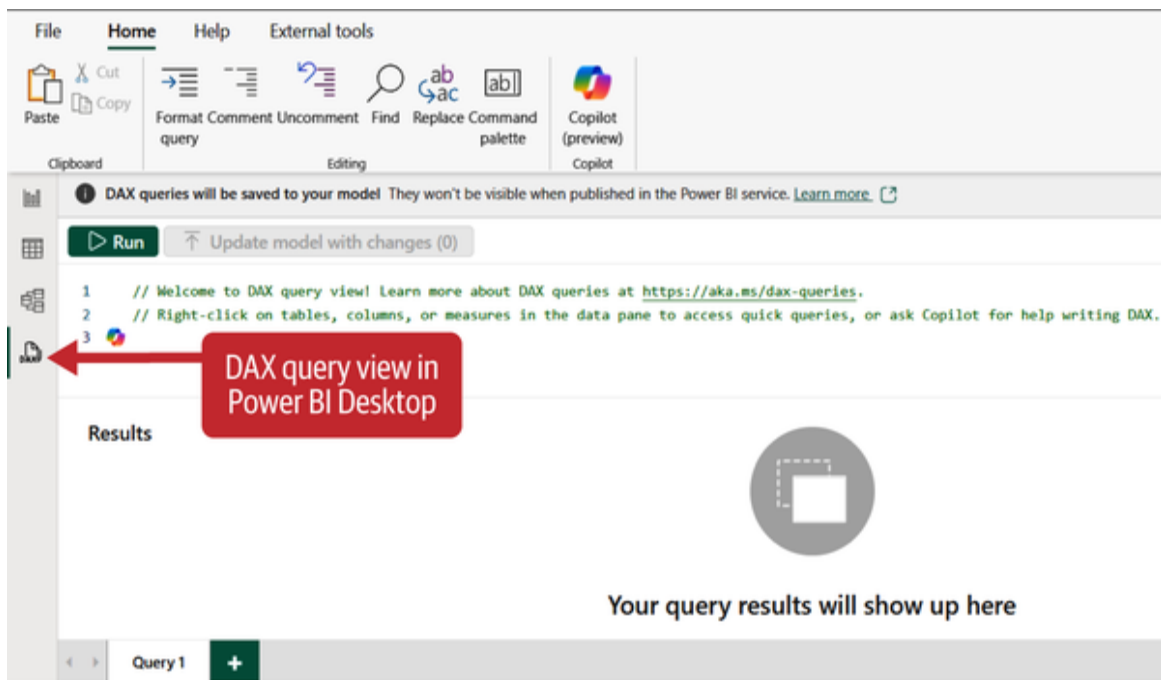 File Home Help External tools
Paste
Cut
Copy
Format query
Comment
Uncomment
Find
ab
ac
Replace
ab
Command palette
Copilot (preview)
Clipboard
Editing
Copilot
DAX queries will be saved to your model They won't be visible when published in the Power BI service. Learn more
Run Update model with changes (0)
1 // Welcome to DAX query view! Learn more about DAX queries at https://aka.ms/dax-queries.
2 // Right-click on tables, columns, or measures in the data pane to access quick queries, or ask Copilot for help writing DAX.
3
DAX
DAX query view in
Power BI Desktop
Results
Your query results will show up here
Query 1 +